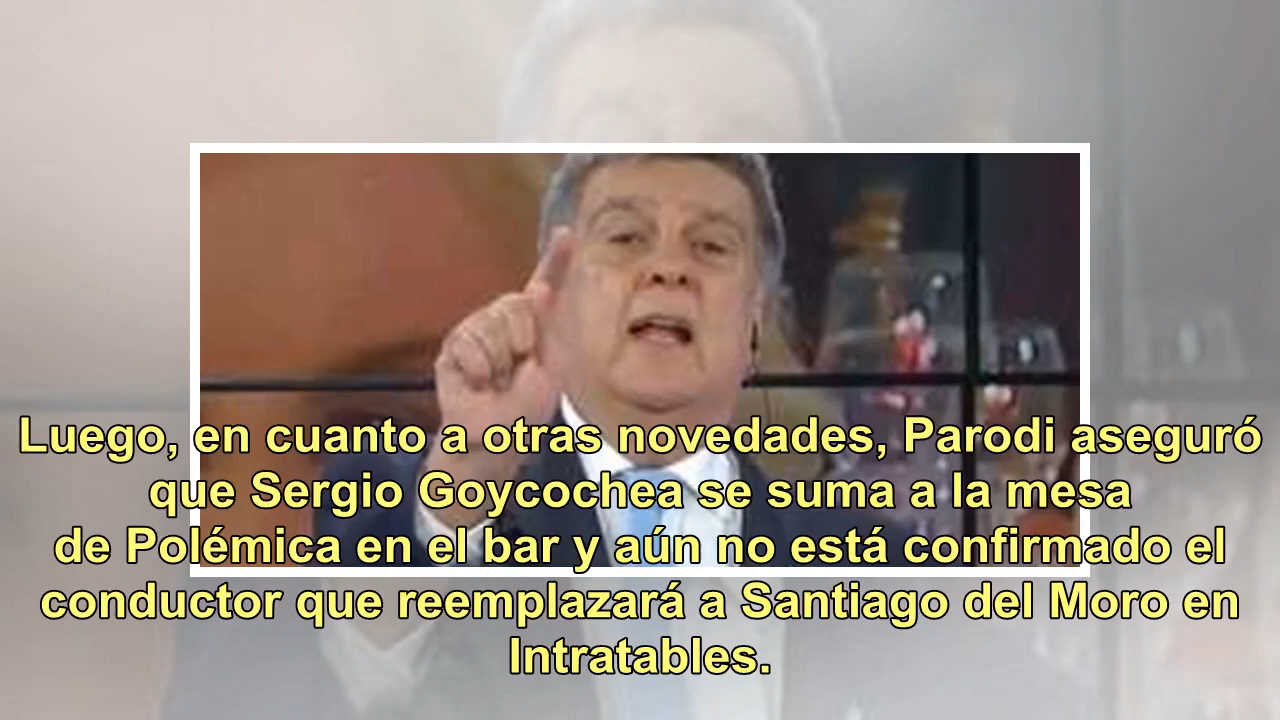 Luego, en cuanto a otras novedades, Parodi aseguró
que Sergio Goycochea se suma a la mesa
de Polémica en el bar y aún no está confirmado el
conductor que reemplazará a Santiago del Moro en
Intratables.